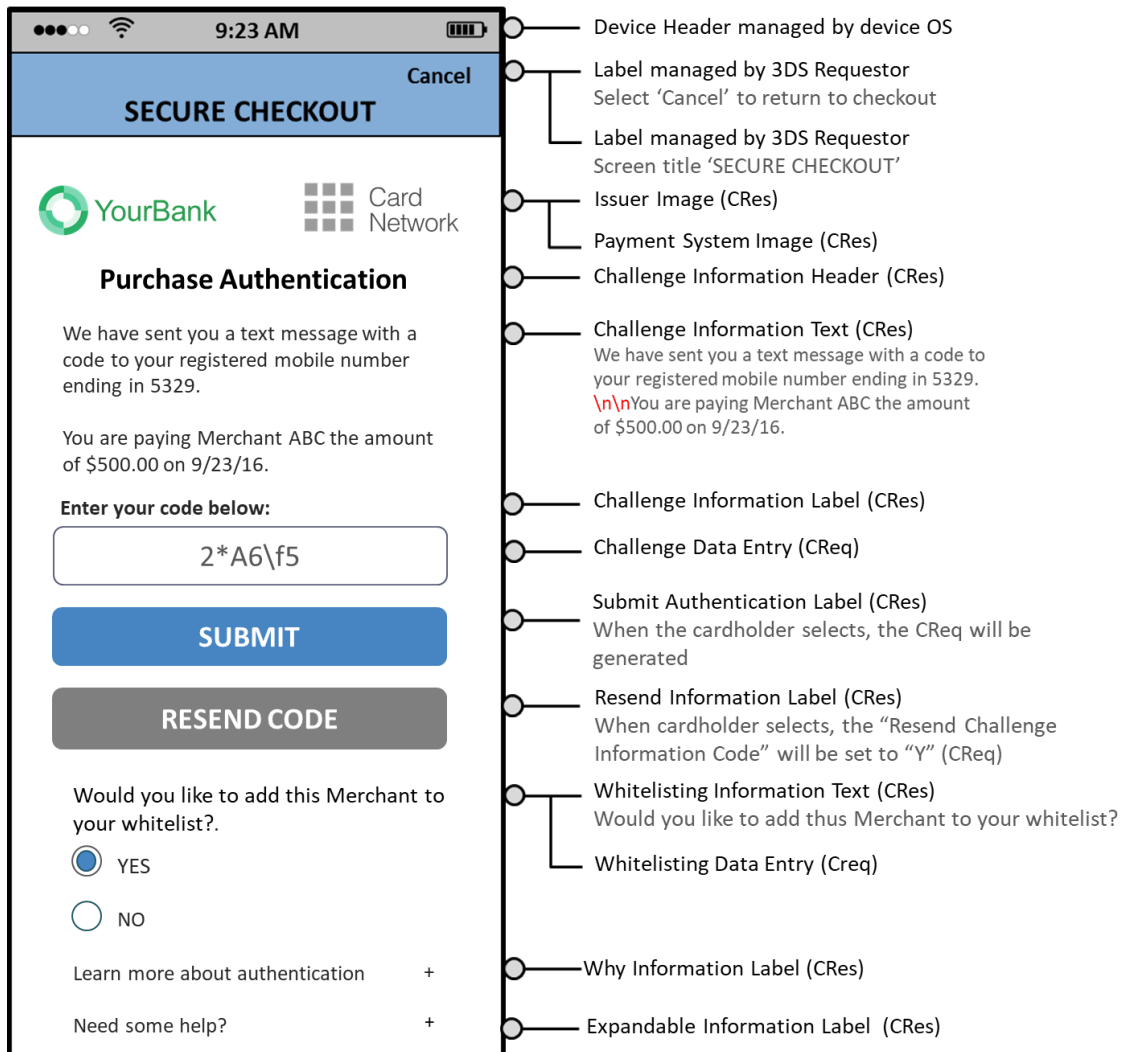 9:23 AM
Cancel
SECURE CHECKOUT
YourBank
Card
Network
Purchase Authentication
We have sent you a text message with a
code to your registered mobile number
ending in 5329.
You are paying Merchant ABC the amount
of $500.00 on 9/23/16.
Enter your code below:
2*A6\f5
SUBMIT
RESEND CODE
Would you like to add this Merchant to
your whitelist?.
YES
NO
Learn more about authentication +
Need some help? +
Device Header managed by device OS
Label managed by 3DS Requestor
Select ‘Cancel’ to return to checkout
Label managed by 3DS Requestor
Screen title ‘SECURE CHECKOUT’
Issuer Image (CRes)
Payment System Image (CRes)
Challenge Information Header (CRes)
Challenge Information Text (CRes)
We have sent you a text message with a code to
your registered mobile number ending in 5329.
\n\nYou are paying Merchant ABC the amount
of $500.00 on 9/23/16.
Challenge Information Label (CRes)
Challenge Data Entry (CReq)
Submit Authentication Label (CRes)
When the cardholder selects, the CReq will be
generated
Resend Information Label (CRes)
When cardholder selects, the “Resend Challenge
Information Code” will be set to “Y” (CReq)
Whitelisting Information Text (CRes)
Would you like to add thus Merchant to your whitelist?
Whitelisting Data Entry (Creq)
Why Information Label (CRes)
Expandable Information Label (CRes)